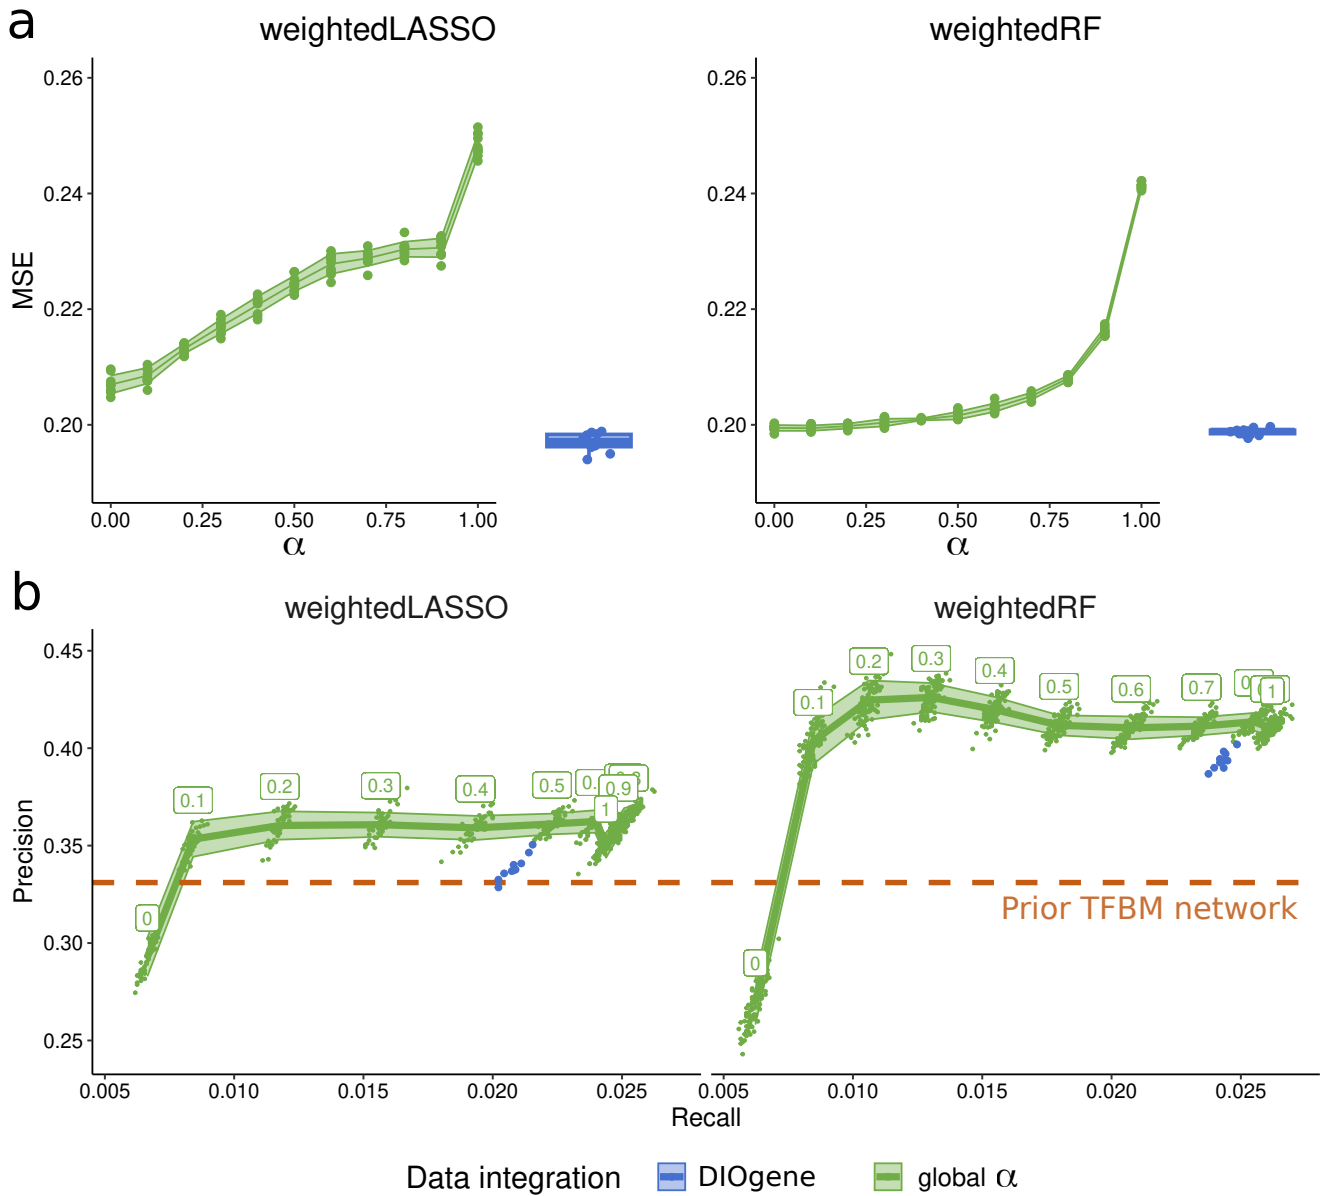 a
weightedLASSO
weightedRF
0.26
0.24
0.22
0.20
MSE
0.00 0.25 0.50 0.75 1.00
α
0.26
0.24
0.22
0.20
0.00 0.25 0.50 0.75 1.00
α
b
weightedLASSO
weightedRF
0.45
0.40
0.35
0.30
0.25
Precision
0
0.1
0.2
0.3
0.4
0.5
0.9
1
0
0.1
0.2
0.3
0.4
0.5
0.6
0.7
1
Prior TFBM network
0.005 0.010 0.015 0.020 0.025
0.005 0.010 0.015 0.020 0.025
Recall
Data integration DIOgene global α